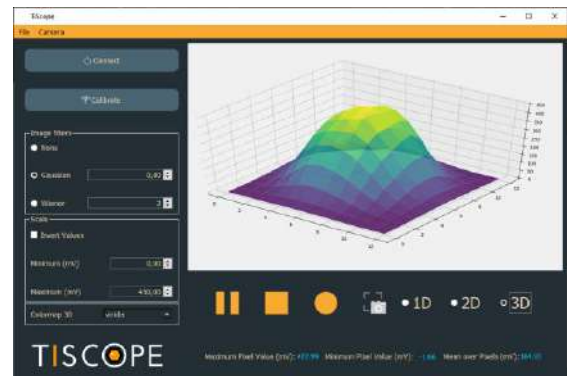 TiScope
File Camera
Connect
Calibrate
Image filters
None
Gaussian 0,40
Wiener 2
Scale
Invert Values
Minimum (mV) 0,00
Maximum (mV) 450,00
Colormap 3D viridis
1D 2D 3D
TISCOPE
Maximum Pixel Value (mV): Minimum Pixel Value (mV): Mean over Pixels (mV):